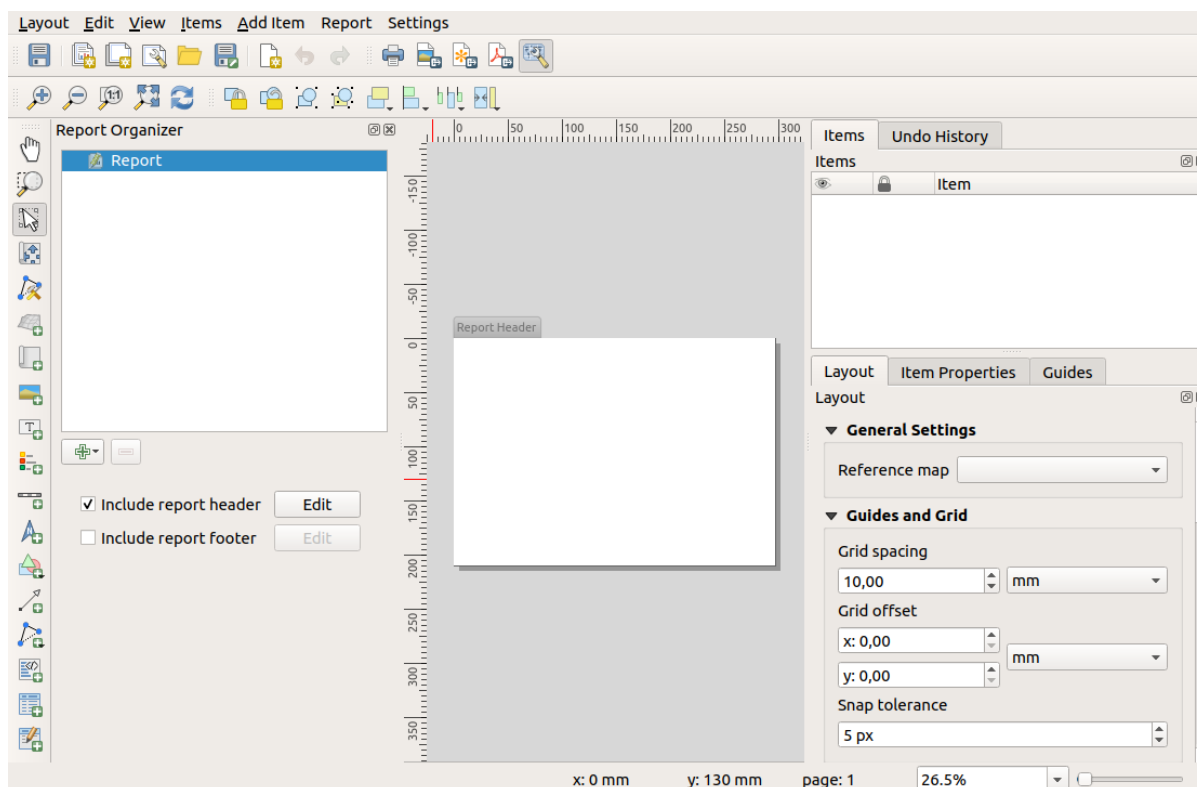 Layout Edit View Items Add Item Report Settings
1:1
Report Organizer
Report
Include report header Edit
Include report footer Edit
0 50 100 150 200 250 300
-150
-100
-50
0
50
100
150
200
250
300
350
Report Header
Items Undo History
Items
Item
Layout Item Properties Guides
Layout
General Settings
Reference map
Guides and Grid
Grid spacing
10,00 mm
Grid offset
x: 0,00
mm
y: 0,00
Snap tolerance
5 px
x: 0 mm y: 130 mm page: 1 26.5%